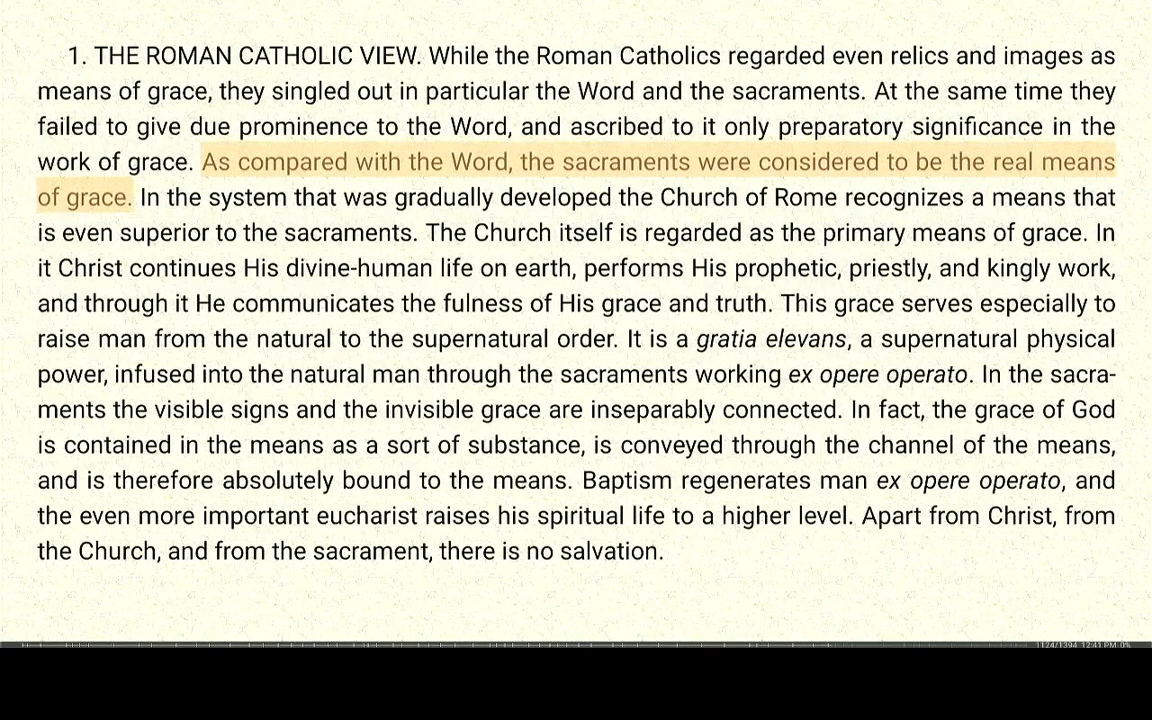 1. THE ROMAN CATHOLIC VIEW. While the Roman Catholics regarded even relics and images as
means of grace, they singled out in particular the Word and the sacraments. At the same time they
failed to give due prominence to the Word, and ascribed to it only preparatory significance in the
work of grace. As compared with the Word, the sacraments were considered to be the real means
of grace. In the system that was gradually developed the Church of Rome recognizes a means that
is even superior to the sacraments. The Church itself is regarded as the primary means of grace. In
it Christ continues His divine-human life on earth, performs His prophetic, priestly, and kingly work,
and through it He communicates the fulness of His grace and truth. This grace serves especially to
raise man from the natural to the supernatural order. It is a gratia elevans, a supernatural physical
power, infused into the natural man through the sacraments working ex opere operato. In the sacra-
ments the visible signs and the invisible grace are inseparably connected. In fact, the grace of God
is contained in the means as a sort of substance, is conveyed through the channel of the means,
and is therefore absolutely bound to the means. Baptism regenerates man ex opere operato, and
the even more important eucharist raises his spiritual life to a higher level. Apart from Christ, from
the Church, and from the sacrament, there is no salvation.
1124/1394 12:41 PM 0%